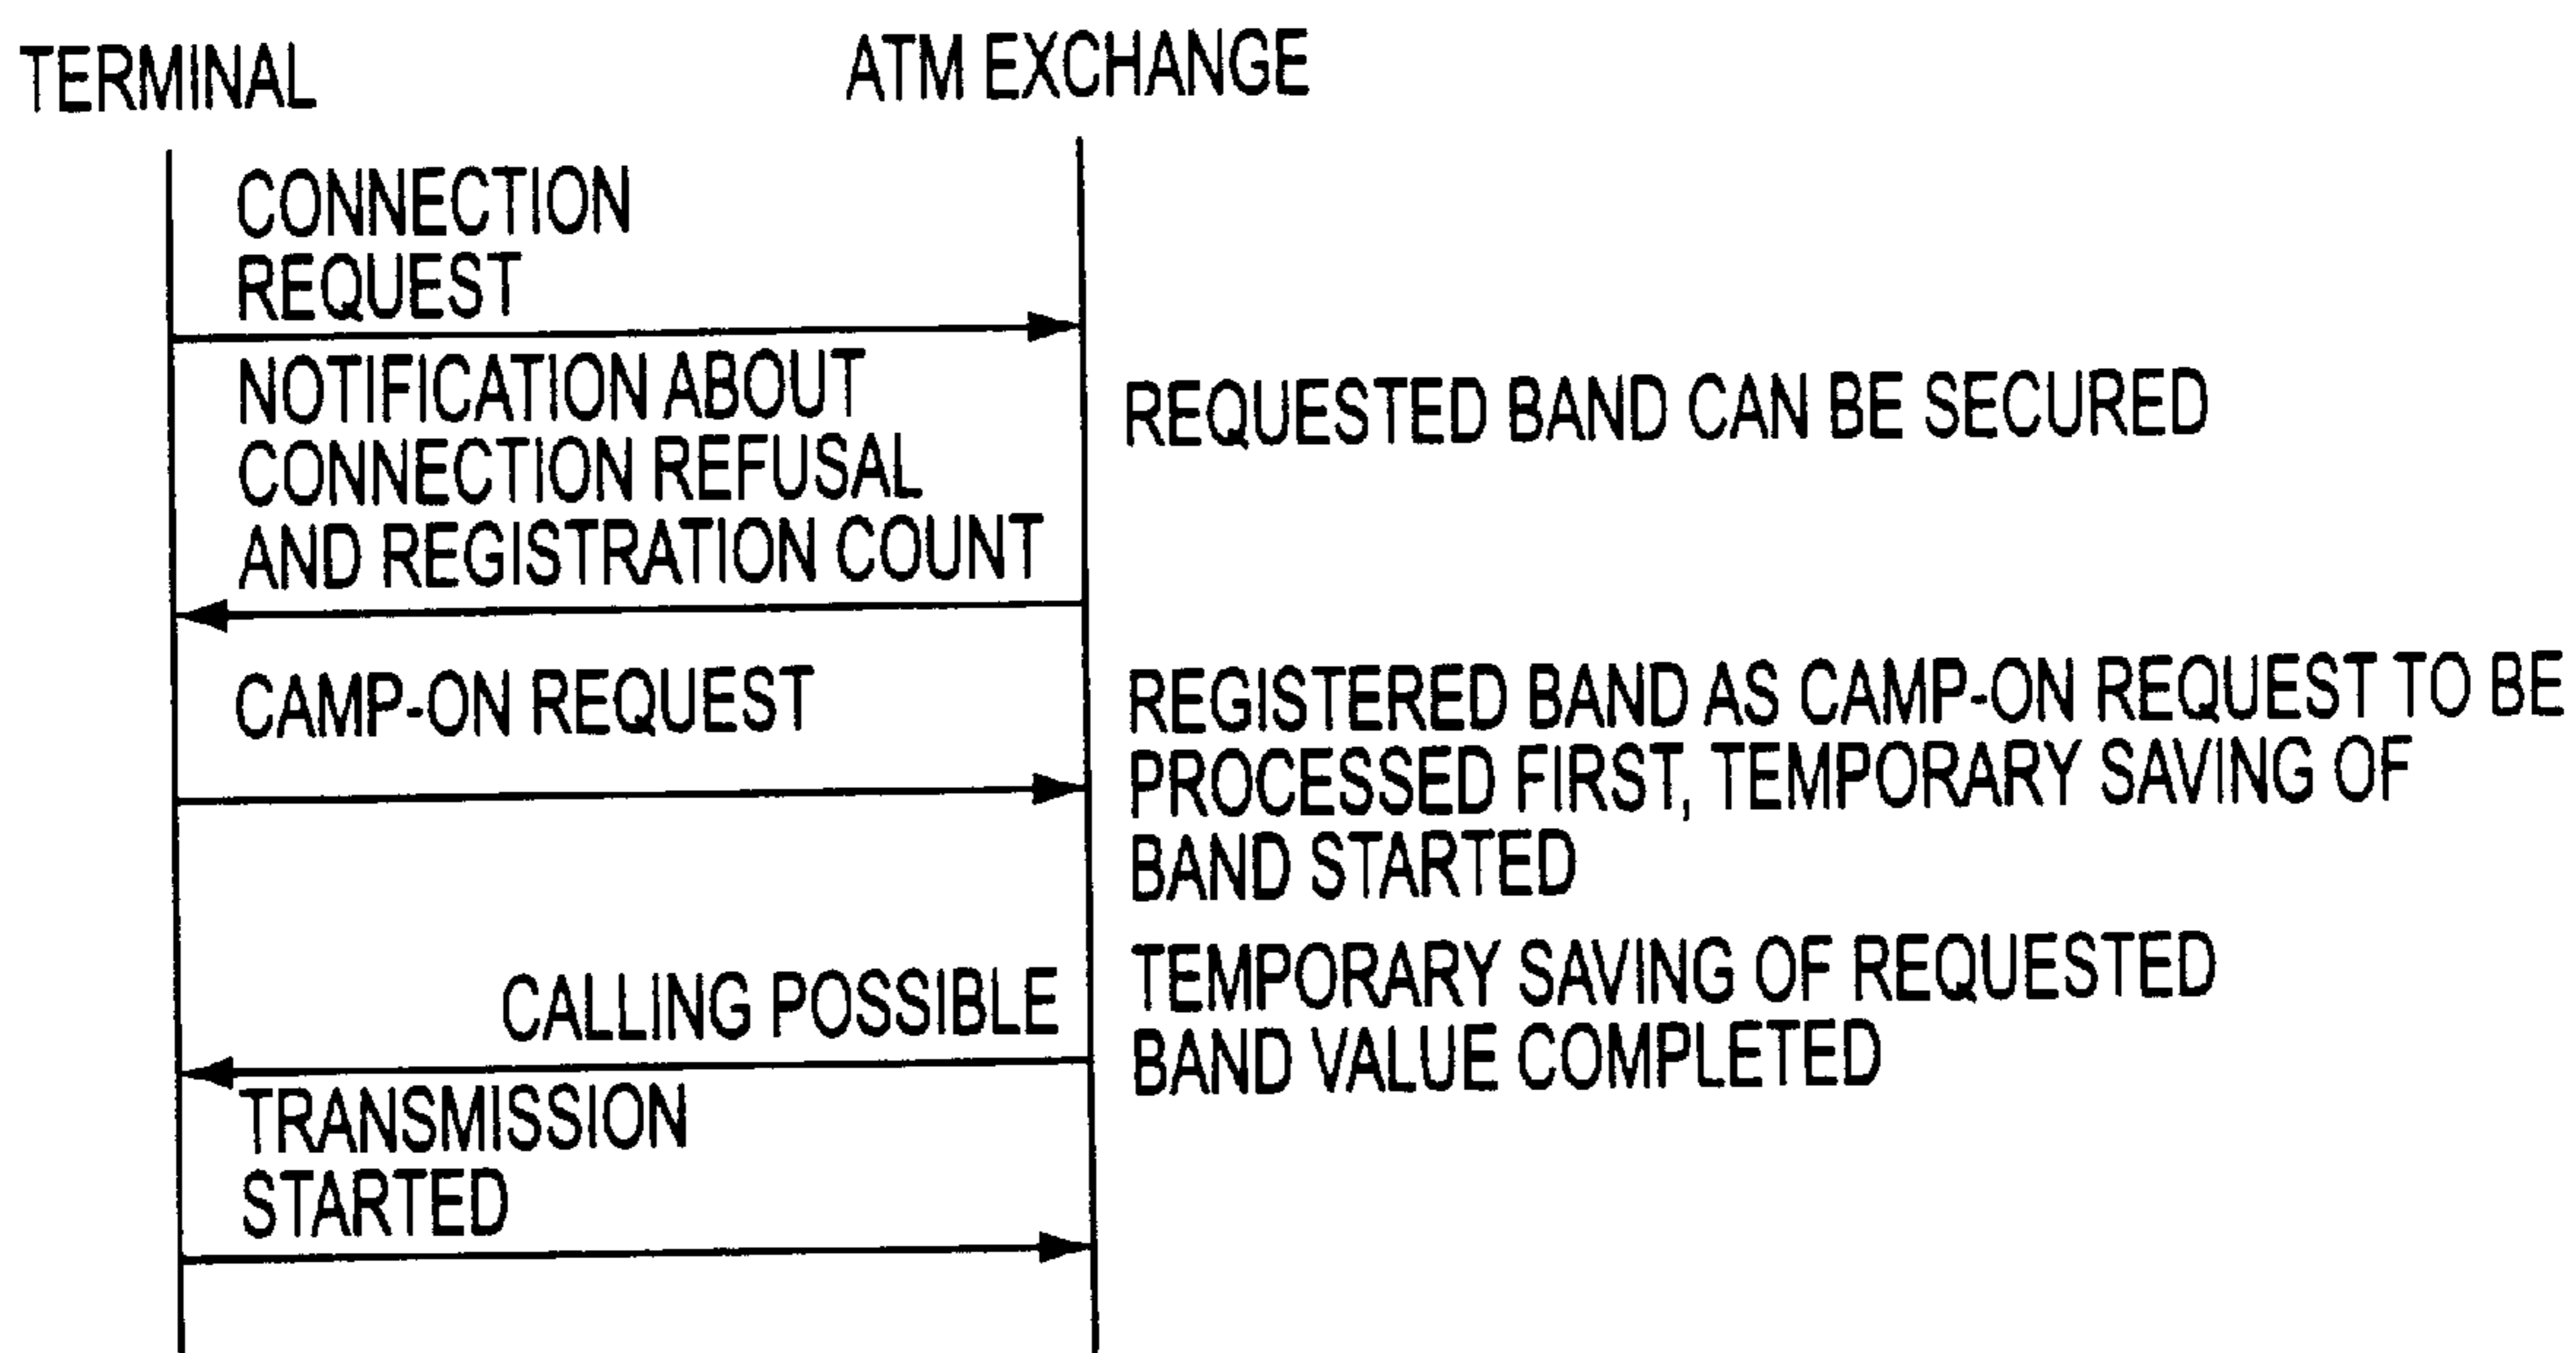 TERMINAL
ATM EXCHANGE
CONNECTION
REQUEST
NOTIFICATION ABOUT
CONNECTION REFUSAL
AND REGISTRATION COUNT
REQUESTED BAND CAN BE SECURED
CAMP-ON REQUEST
REGISTERED BAND AS CAMP-ON REQUEST TO BE
PROCESSED FIRST, TEMPORARY SAVING OF
BAND STARTED
CALLING POSSIBLE
TEMPORARY SAVING OF REQUESTED
BAND VALUE COMPLETED
TRANSMISSION
STARTED